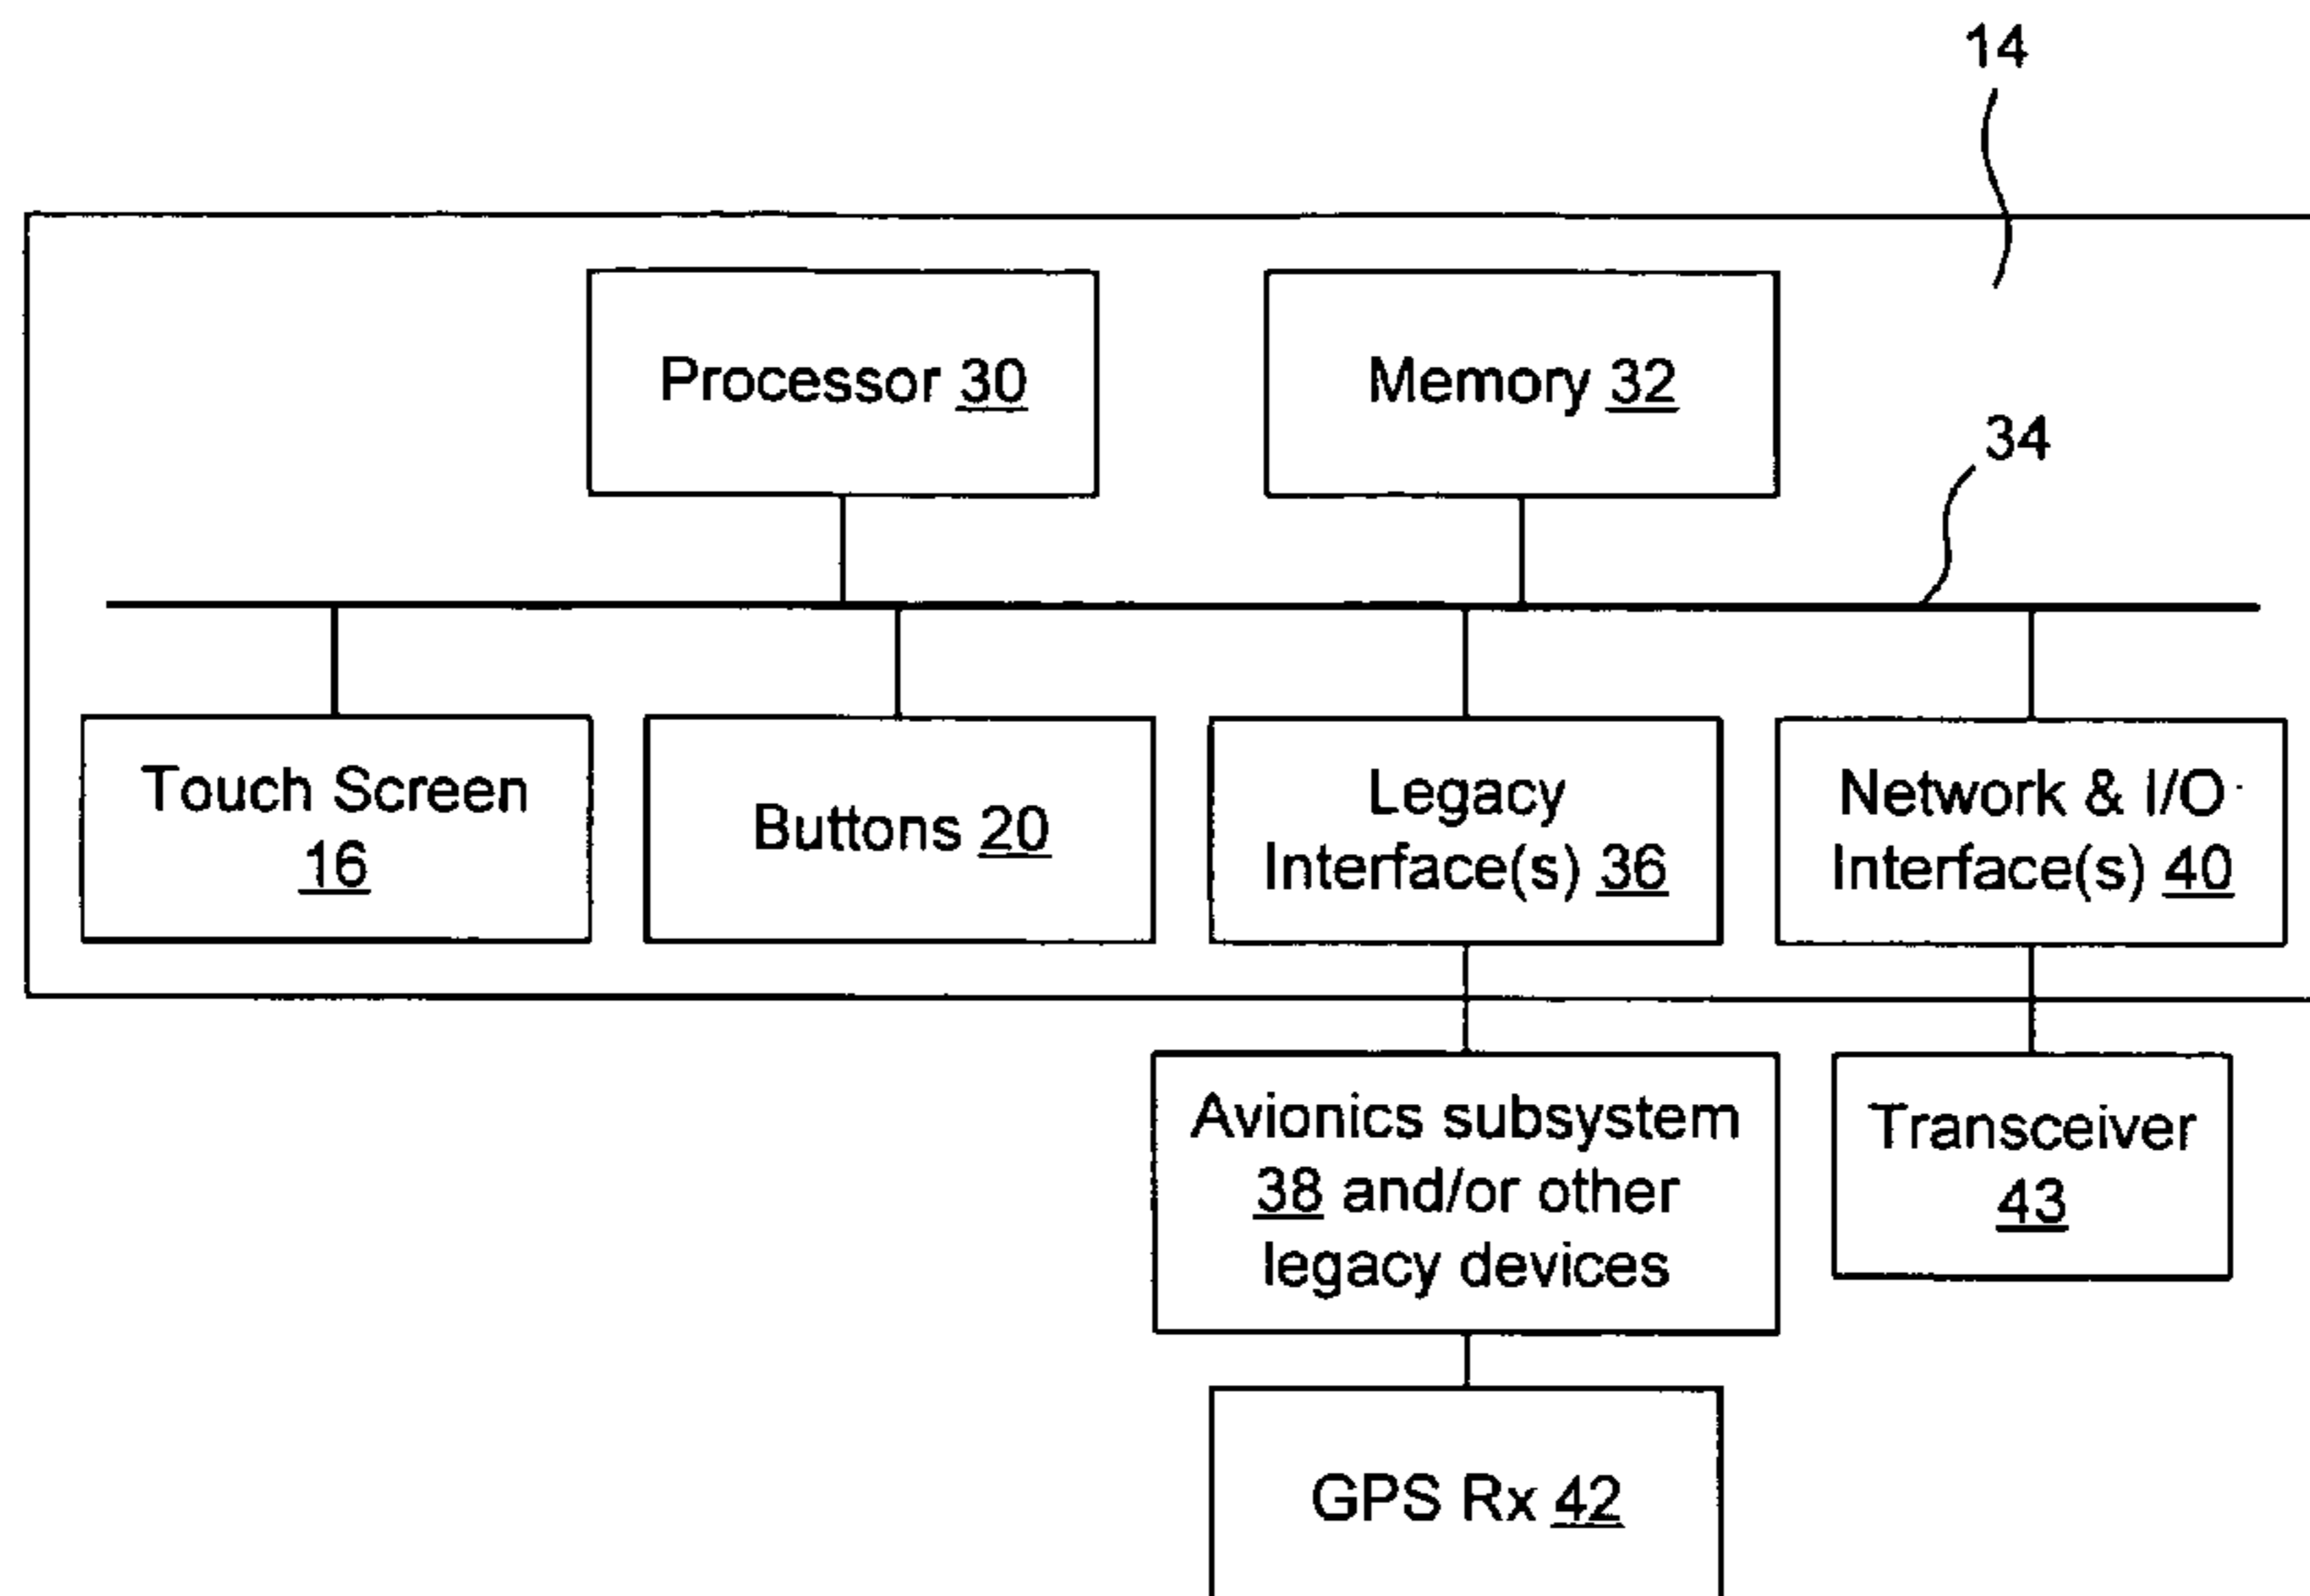 14
Processor 30
Memory 32
34
Touch Screen
16
Buttons 20
Legacy
Interface(s) 36
Network & I/O
Interface(s) 40
Avionics subsystem
38 and/or other
legacy devices
Transceiver
43
GPS Rx 42